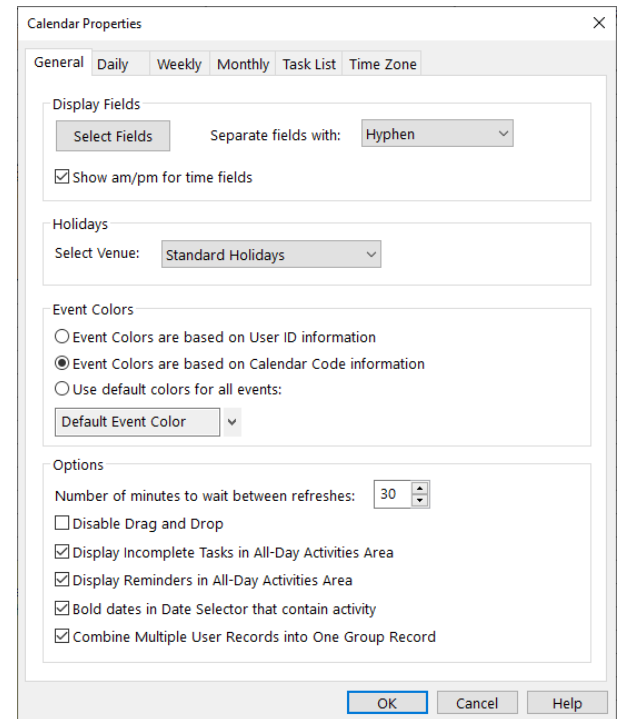 Calendar Properties
General Daily Weekly Monthly Task List Time Zone
Display Fields
Select Fields Separate fields with: Hyphen
Show am/pm for time fields
Holidays
Select Venue: Standard Holidays
Event Colors
Event Colors are based on User ID information
Event Colors are based on Calendar Code information
Use default colors for all events:
Default Event Color
Options
Number of minutes to wait between refreshes: 30
Disable Drag and Drop
Display Incomplete Tasks in All-Day Activities Area
Display Reminders in All-Day Activities Area
Bold dates in Date Selector that contain activity
Combine Multiple User Records into One Group Record
OK Cancel Help